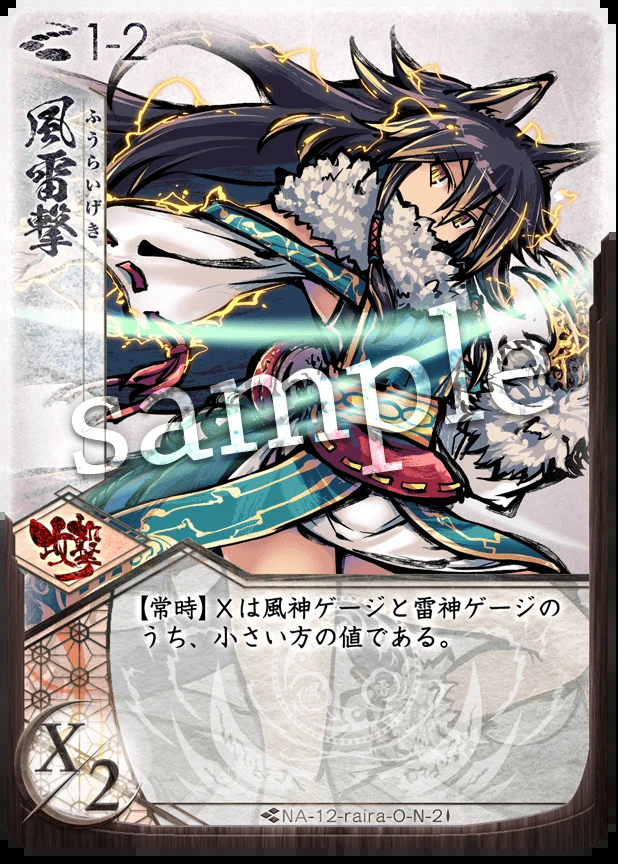 1-2
風雷撃
ふうらいげき
sample
攻撃
【常時】Xは風神ゲージと雷神ゲージの
うち、小さい方の値である。
X/2
NA-12-raira-O-N-2